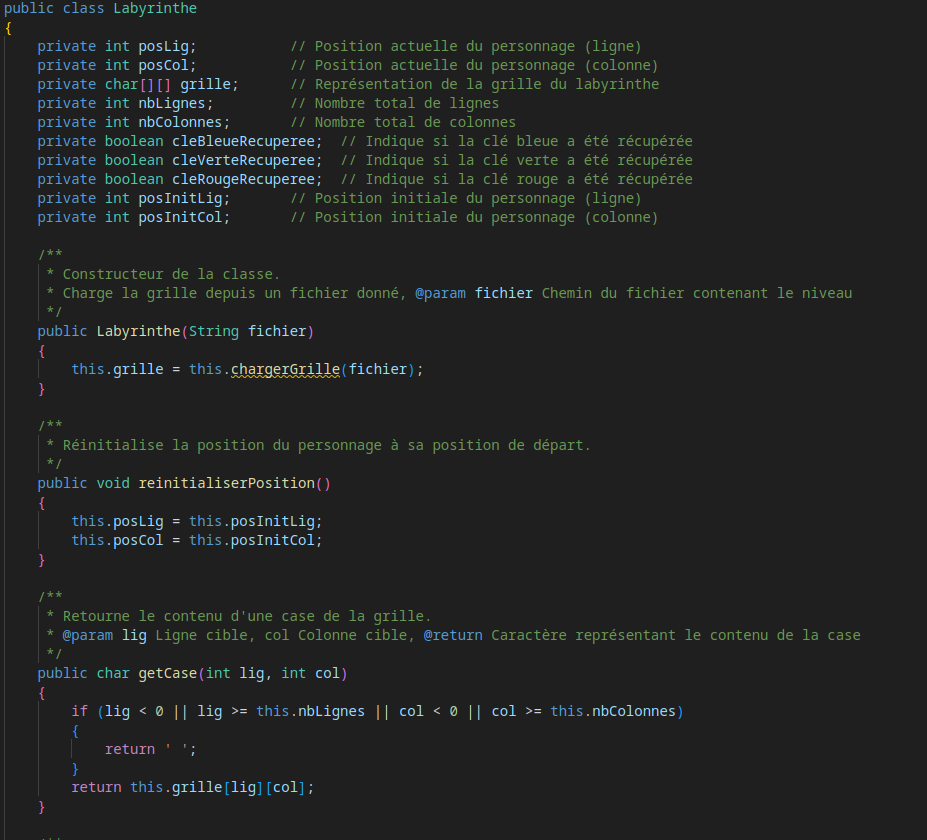 public class Labyrinthe
{
    private int posLig;           // Position actuelle du personnage (ligne)
    private int posCol;           // Position actuelle du personnage (colonne)
    private char[][] grille;      // Représentation de la grille du labyrinthe
    private int nbLignes;         // Nombre total de lignes
    private int nbColonnes;       // Nombre total de colonnes
    private boolean cleBleueRecuperee;  // Indique si la clé bleue a été récupérée
    private boolean cleVerteRecuperee;  // Indique si la clé verte a été récupérée
    private boolean cleRougeRecuperee;  // Indique si la clé rouge a été récupérée
    private int posInitLig;       // Position initiale du personnage (ligne)
    private int posInitCol;       // Position initiale du personnage (colonne)

    /**
     * Constructeur de la classe.
     * Charge la grille depuis un fichier donné, @param fichier Chemin du fichier contenant le niveau
     */
    public Labyrinthe(String fichier)
    {
        this.grille = this.chargerGrille(fichier);
    }

    /**
     * Réinitialise la position du personnage à sa position de départ.
     */
    public void reinitialiserPosition()
    {
        this.posLig = this.posInitLig;
        this.posCol = this.posInitCol;
    }

    /**
     * Retourne le contenu d'une case de la grille.
     * @param lig Ligne cible, col Colonne cible, @return Caractère représentant le contenu de la case
     */
    public char getCase(int lig, int col)
    {
        if (lig < 0 || lig >= this.nbLignes || col < 0 || col >= this.nbColonnes)
        {
            return ' ';
        }
        return this.grille[lig][col];
    }